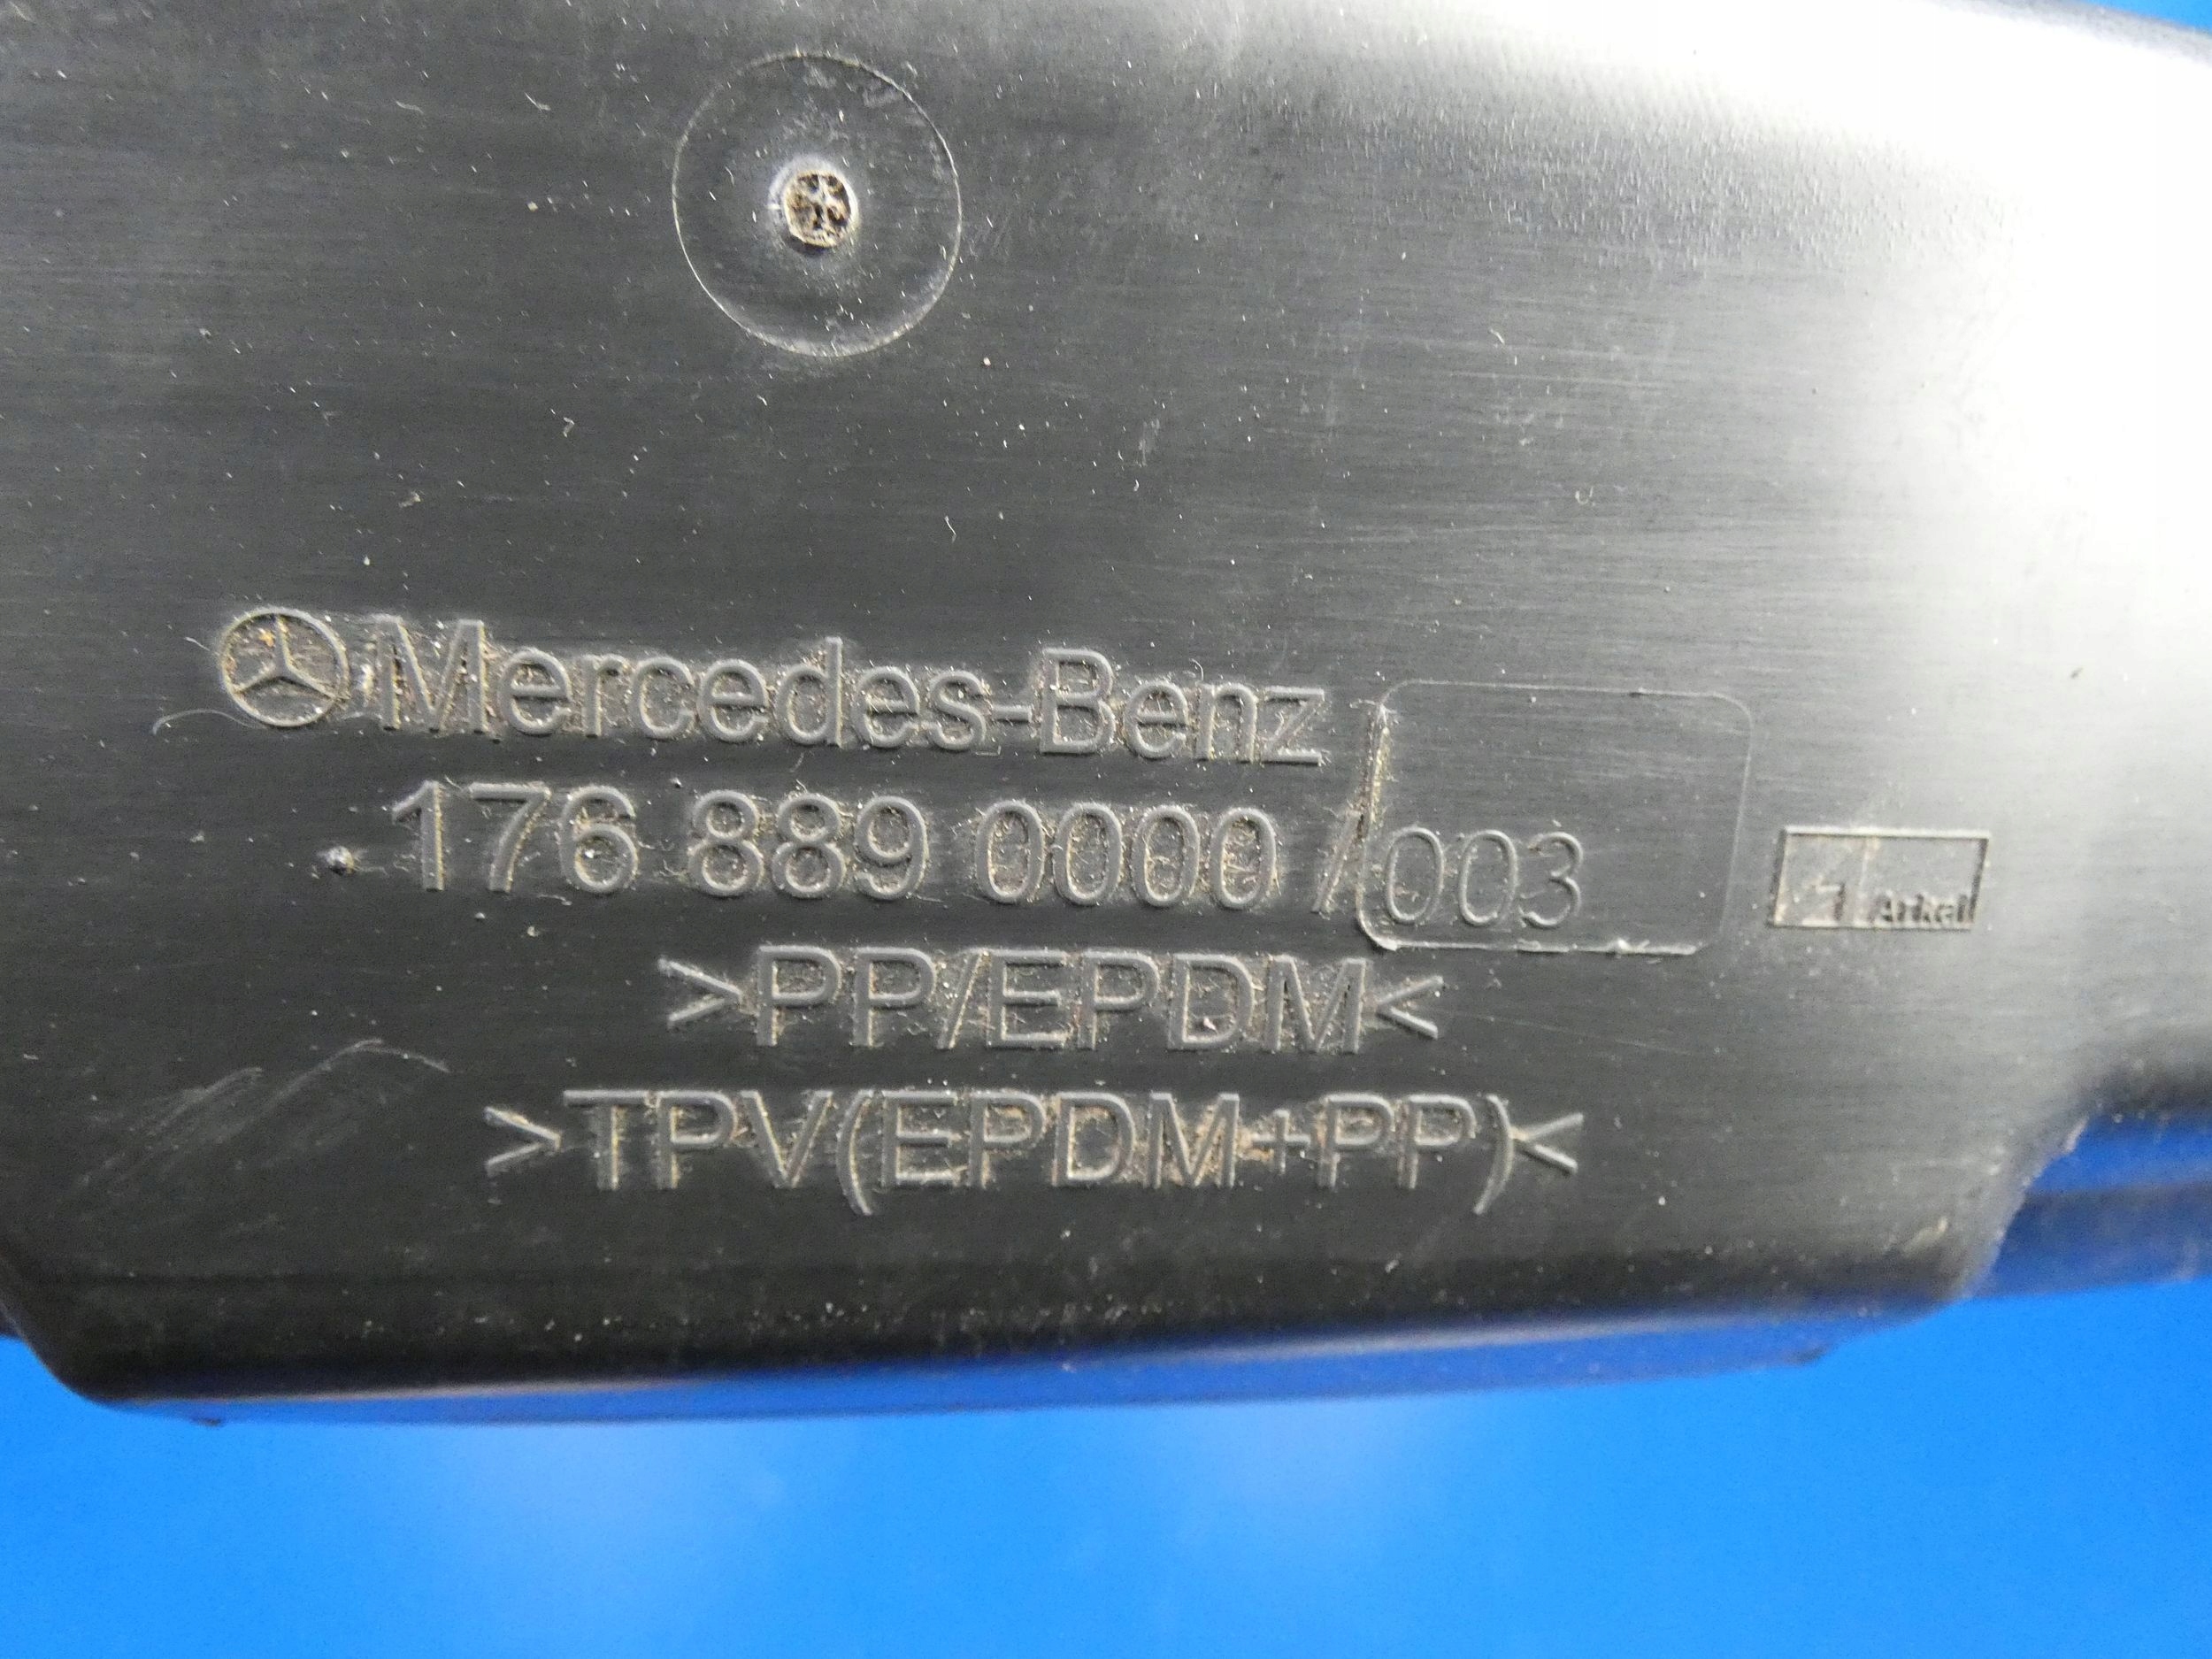 Mercedes-Benz
176 889 0000 /003
>PP/EPDM<
>TPV(EPDM+PP)<